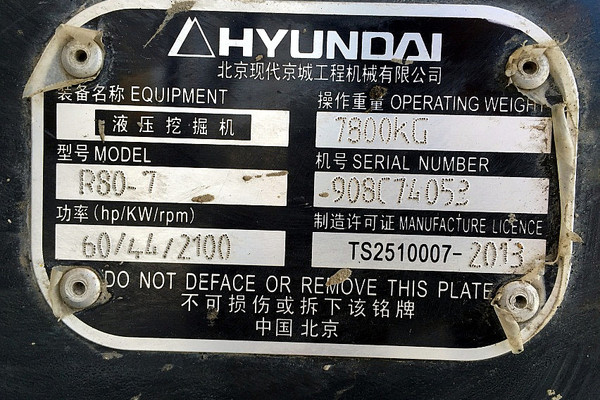 HYUNDAI
北京现代京城工程机械有限公司
装备名称 EQUIPMENT
液压挖掘机
操作重量 OPERATING WEIGHT
7800KG
型号 MODEL
R80-7
机号 SERIAL NUMBER
908C74053
功率 (hp/KW/rpm)
60/44/2100
制造许可证 MANUFACTURE LICENCE
TS2510007-2013
DO NOT DEFACE OR REMOVE THIS PLATE
不可损伤或拆下该铭牌
中国 北京